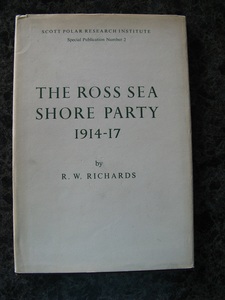 SCOTT POLAR RESEARCH INSTITUTE
Special Publication Number 2
THE ROSS SEA
SHORE PARTY
1914-17
by
R. W. RICHARDS